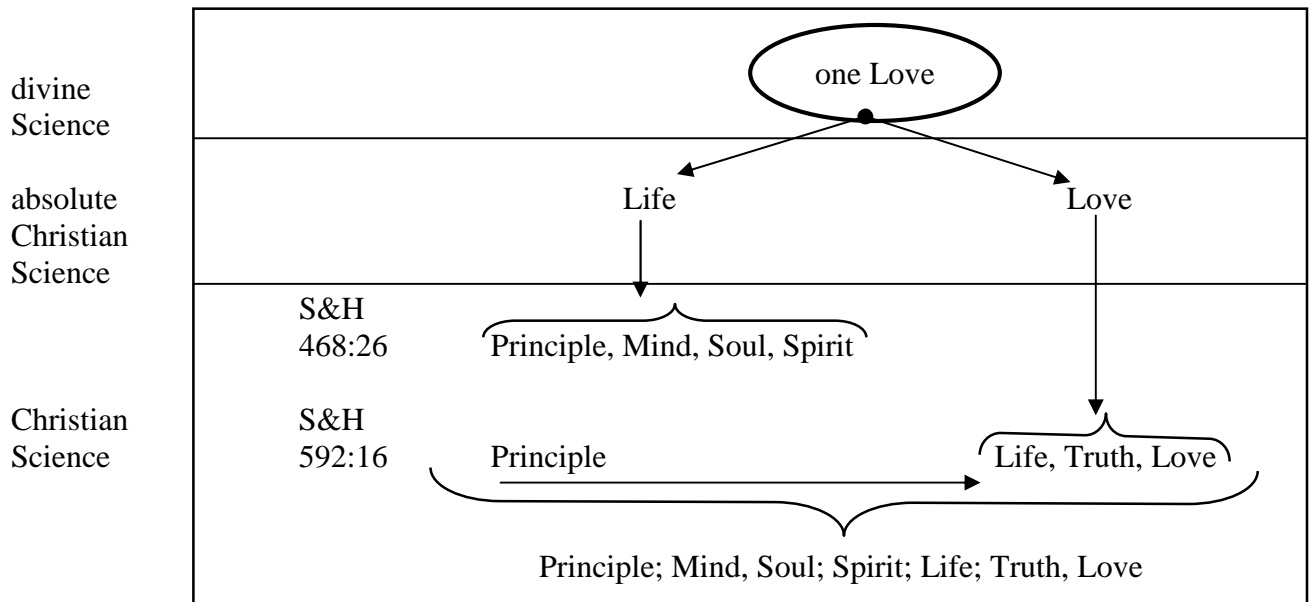 one Love
divine
Science
absolute
Christian
Science
Life
Love
S&H
468:26
Principle, Mind, Soul, Spirit
Christian
Science
S&H
592:16
Principle
Life, Truth, Love
Principle; Mind, Soul; Spirit; Life; Truth, Love